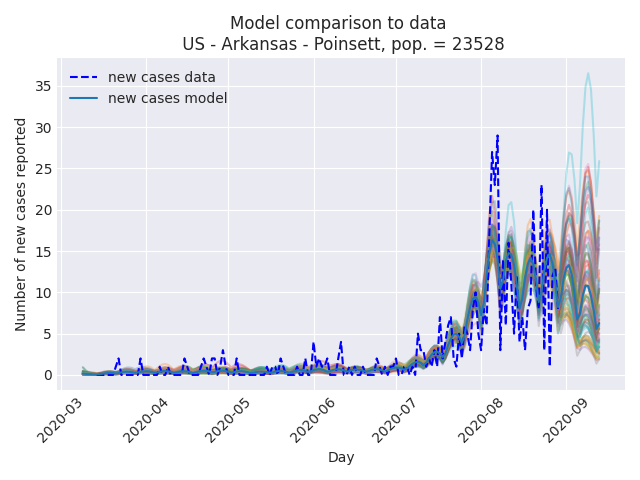 Model comparison to data
US - Arkansas - Poinsett, pop. = 23528
new cases data
new cases model
Number of new cases reported
35
30
25
20
15
10
5
0
2020-03
2020-04
2020-05
2020-06
2020-07
2020-08
2020-09
Day